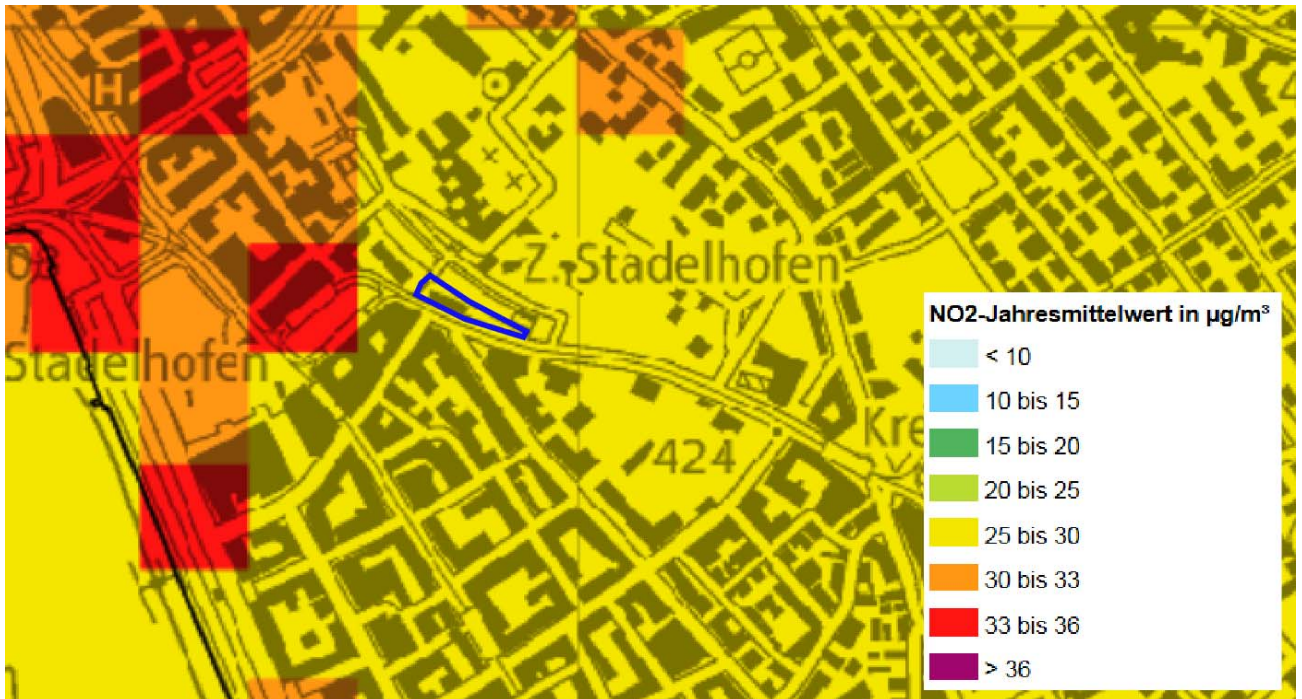 H
Z. Stadelhofen
Stadelhofen
424
Kre
NO2-Jahresmittelwert in µg/m³
< 10
10 bis 15
15 bis 20
20 bis 25
25 bis 30
30 bis 33
33 bis 36
> 36